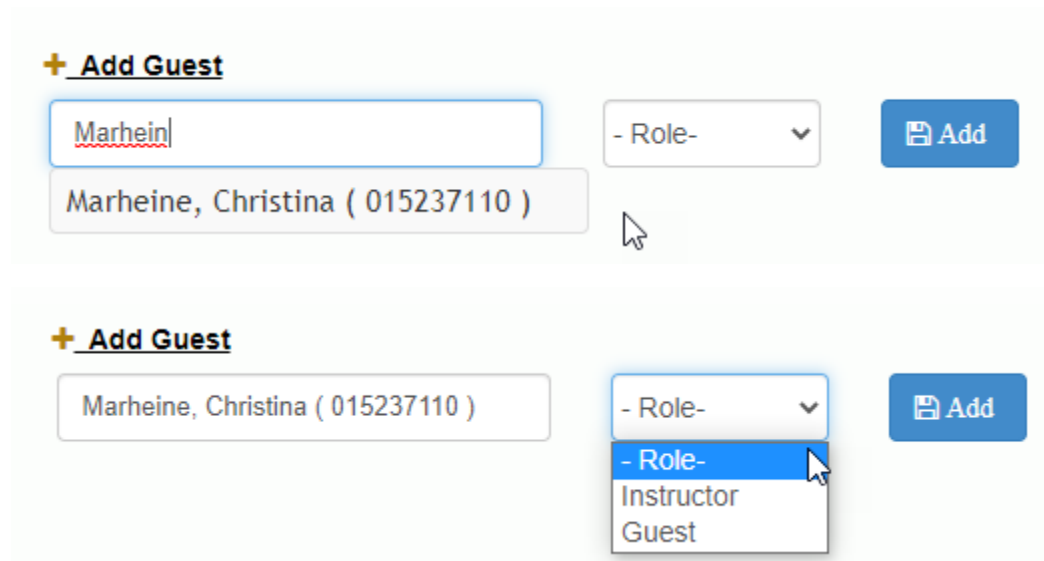 + Add Guest
Marhein - Role- Add
Marheine, Christina ( 015237110 )
+ Add Guest
Marheine, Christina ( 015237110 ) - Role- Add
- Role-
Instructor
Guest